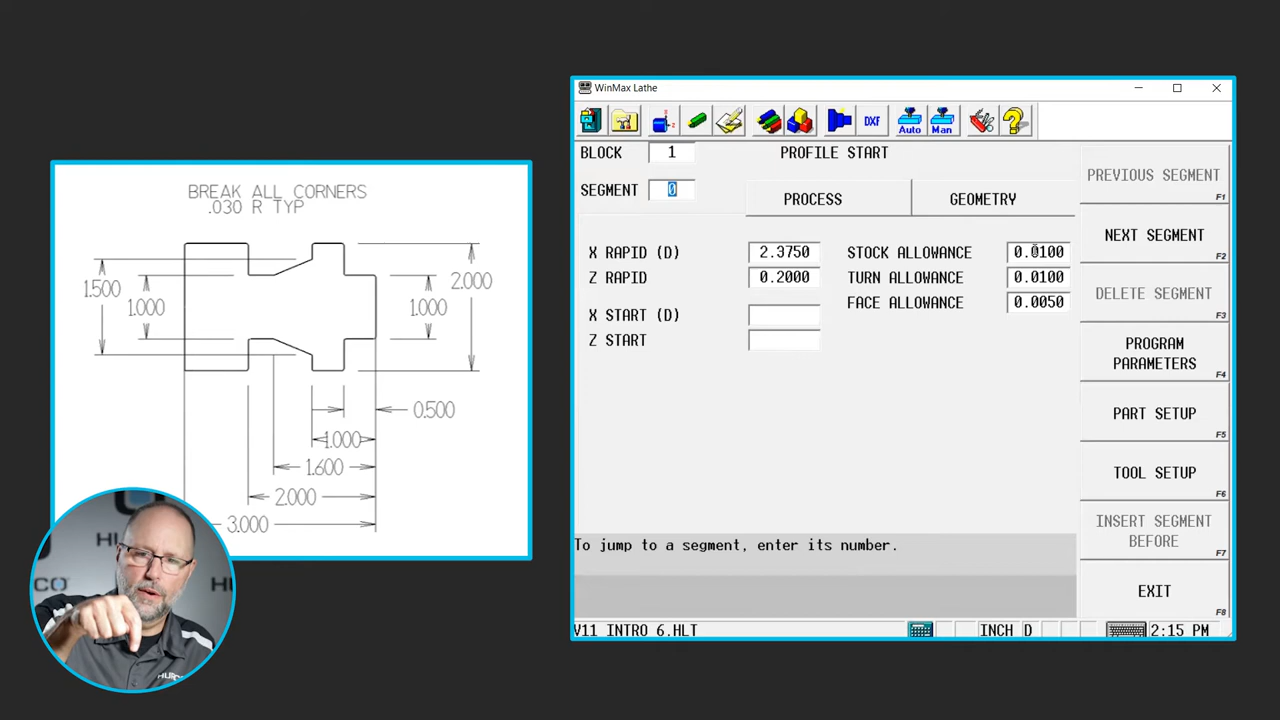 BREAK ALL CORNERS
.030 R TYP
1.500
1.000
1.000
2.000
0.500
1.000
1.600
2.000
3.000
WinMax Lathe
DXF
Auto
Man
BLOCK 1 PROFILE START
SEGMENT 0
PROCESS GEOMETRY
X RAPID (D) 2.3750 STOCK ALLOWANCE 0.0100
Z RAPID 0.2000 TURN ALLOWANCE 0.0100
FACE ALLOWANCE 0.0050
X START (D)
Z START
PREVIOUS SEGMENT F1
NEXT SEGMENT F2
DELETE SEGMENT F3
PROGRAM
PARAMETERS F4
PART SETUP F5
TOOL SETUP F6
INSERT SEGMENT
BEFORE F7
EXIT F8
To jump to a segment, enter its number.
V11 INTRO 6.HLT INCH D 2:15 PM